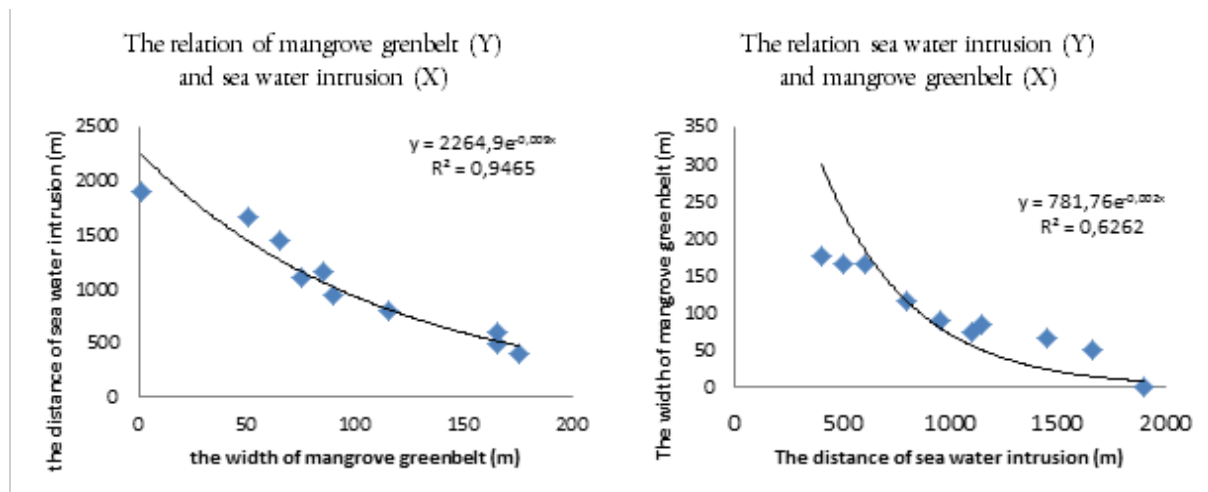 The relation of mangrove grenbelt (Y)
and sea water intrusion (X)
the distance of sea water intrusion (m)
2500
2000
1500
1000
500
0
y = 2264,9e-0,009x
R² = 0,9465
0 50 100 150 200
the width of mangrove greenbelt (m)
The relation sea water intrusion (Y)
and mangrove greenbelt (X)
The width of mangrove greenbelt (m)
350
300
250
200
150
100
50
0
y = 781,76e-0,002x
R² = 0,6262
0 500 1000 1500 2000
The distance of sea water intrusion (m)